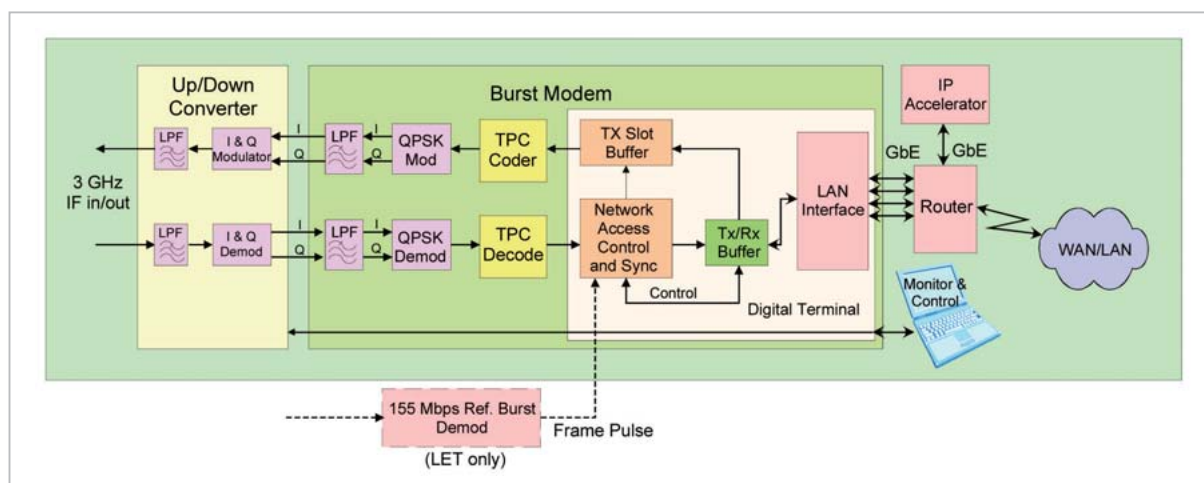 Up/Down
Converter
Burst Modem
IP
Accelerator
LPF
I & Q
Modulator
I
Q
LPF
I
Q
QPSK
Mod
TPC
Coder
TX Slot
Buffer
GbE
GbE
3 GHz
IF in/out
LAN
Interface
Router
LPF
I & Q
Demod
I
Q
LPF
I
Q
QPSK
Demod
TPC
Decode
Network
Access
Control
and Sync
Tx/Rx
Buffer
WAN/LAN
Control
Digital Terminal
Monitor &
Control
155 Mbps Ref. Burst
Demod
Frame Pulse
(LET only)